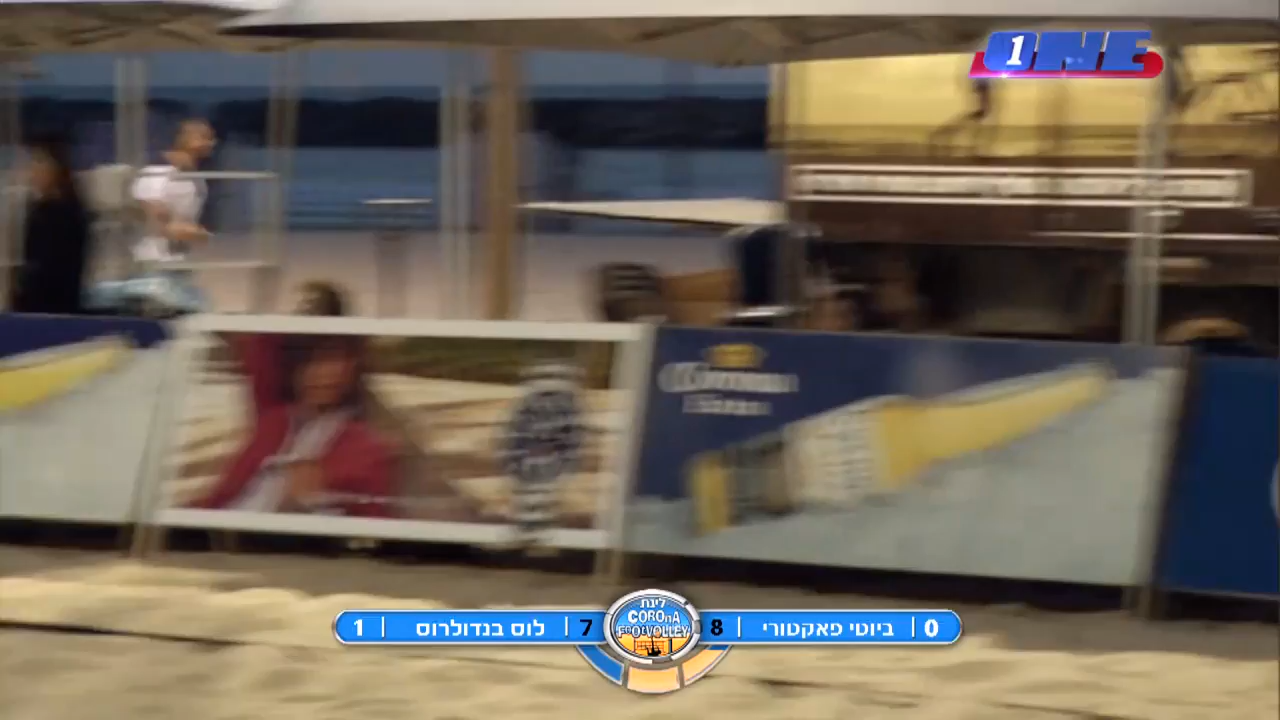 1 ONE
Corona
1 לוס בנדולרוס 7
ליגת
CORONA
FOOTVOLLEY
8 ביוטי פאקטורי 0